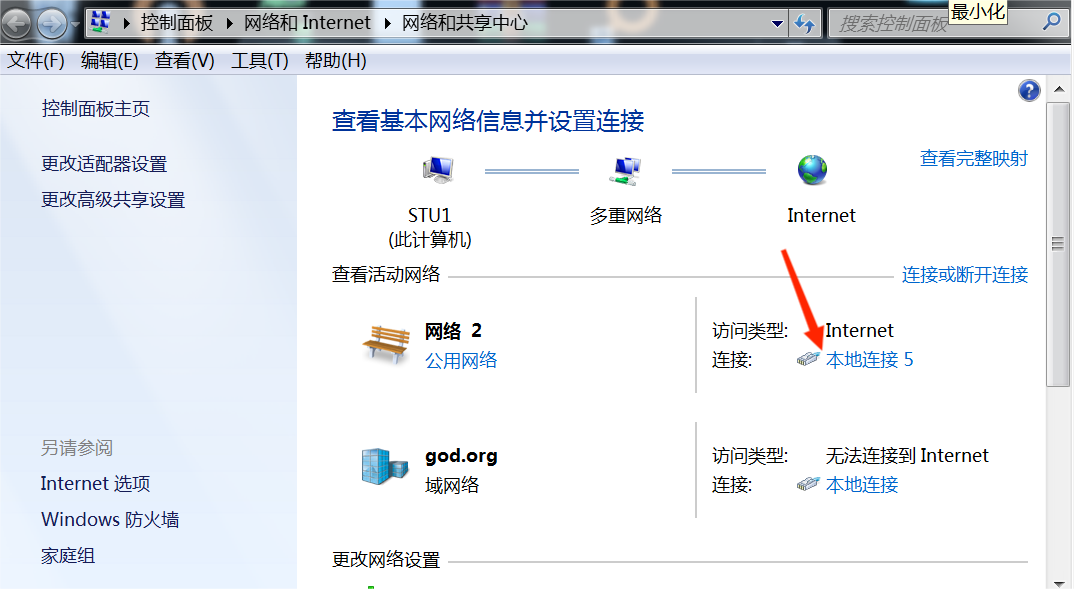 控制面板 网络和 Internet 网络和共享中心 搜索控制面板 最小化
文件(F) 编辑(E) 查看(V) 工具(T) 帮助(H)
控制面板主页
更改适配器设置
更改高级共享设置
另请参阅
Internet 选项
Windows 防火墙
家庭组
查看基本网络信息并设置连接
查看完整映射
STU1 多重网络 Internet
(此计算机)
查看活动网络 连接或断开连接
网络 2 访问类型: Internet
公用网络 连接: 本地连接 5
god.org 访问类型: 无法连接到 Internet
域网络 连接: 本地连接
更改网络设置